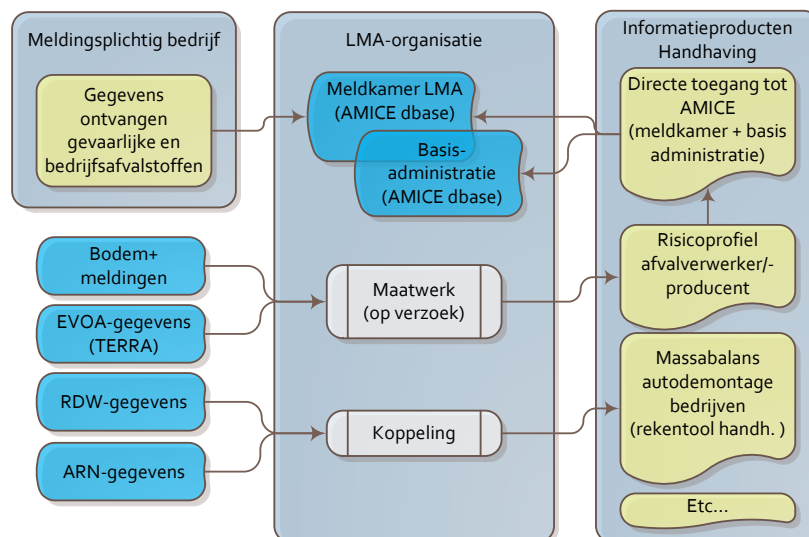 Meldingsplichtig bedrijf
Gegevens
ontvangen
gevaarlijke en
bedrijfsafvalstoffen
Bodem+
meldingen
EVOA-gegevens
(TERRA)
RDW-gegevens
ARN-gegevens
LMA-organisatie
Meldkamer LMA
(AMICE dbase)
Basis-
administratie
(AMICE dbase)
Maatwerk
(op verzoek)
Koppeling
Informatieproducten
Handhaving
Directe toegang tot
AMICE
(meldkamer + basis
administratie)
Risicoprofiel
afvalverwerker/-
producent
Massabalans
autodemontage
bedrijven
(rekentool handh. )
Etc...